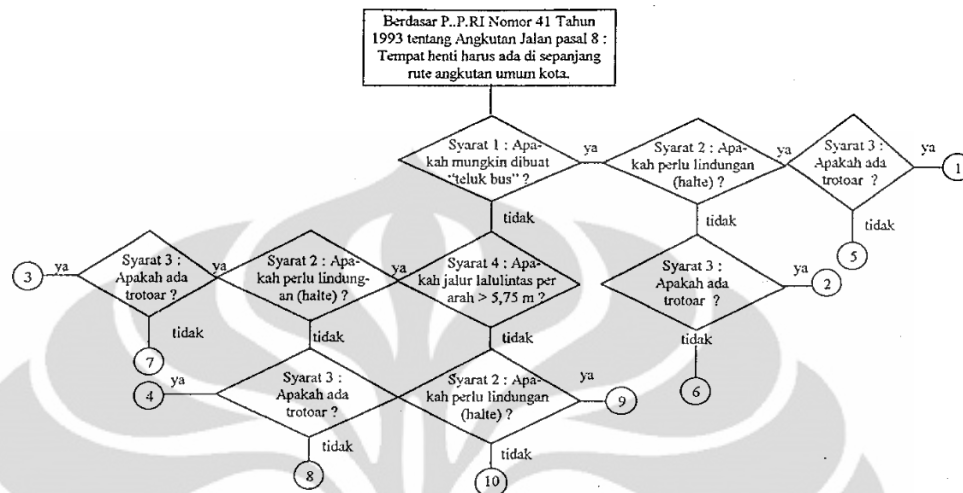 Berdasar P..P.RI Nomor 41 Tahun
1993 tentang Angkutan Jalan pasal 8 :
Tempat henti harus ada di sepanjang
rute angkutan umum kota.
Syarat 1 : Apa-
kah mungkin dibuat
"teluk bus" ?
ya
Syarat 2 : Apa-
kah perlu lindungan
(halte) ?
ya
Syarat 3 :
Apakah ada
trotoar ?
ya
1
tidak
tidak
tidak
5
3
ya
Syarat 3 :
Apakah ada
trotoar ?
ya
Syarat 2 : Apa-
kah perlu lindung-
an (halte) ?
ya
Syarat 4 : Apa-
kah jalur lalulintas per
arah > 5,75 m ?
Syarat 3 :
Apakah ada
trotoar ?
ya
2
tidak
7
tidak
tidak
tidak
6
4
ya
Syarat 3 :
Apakah ada
trotoar ?
Syarat 2 : Apa-
kah perlu lindungan
(halte) ?
ya
9
tidak
8
tidak
10